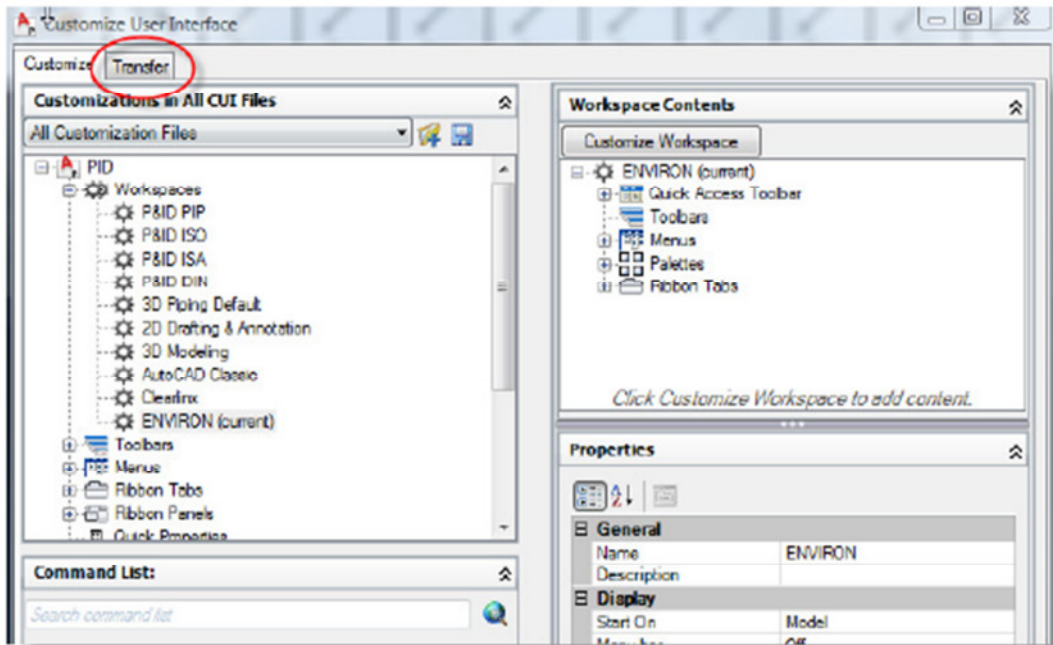 Customize User Interface
Customize Transfer
Customizations in All CUI Files
All Customization Files
PID
Workspaces
P&ID PIP
P&ID ISO
P&ID ISA
P&ID DIN
3D Piping Default
2D Drafting & Annotation
3D Modeling
AutoCAD Classic
Clearlinx
ENVIRON (current)
Toolbars
Menus
Ribbon Tabs
Ribbon Panels
Quick Properties
Command List:
Search command list
Workspace Contents
Customize Workspace
ENVIRON (current)
Quick Access Toolbar
Toolbars
Menus
Palettes
Ribbon Tabs
Click Customize Workspace to add content.
Properties
General
Name ENVIRON
Description
Display
Start On Model
Menu bar Off